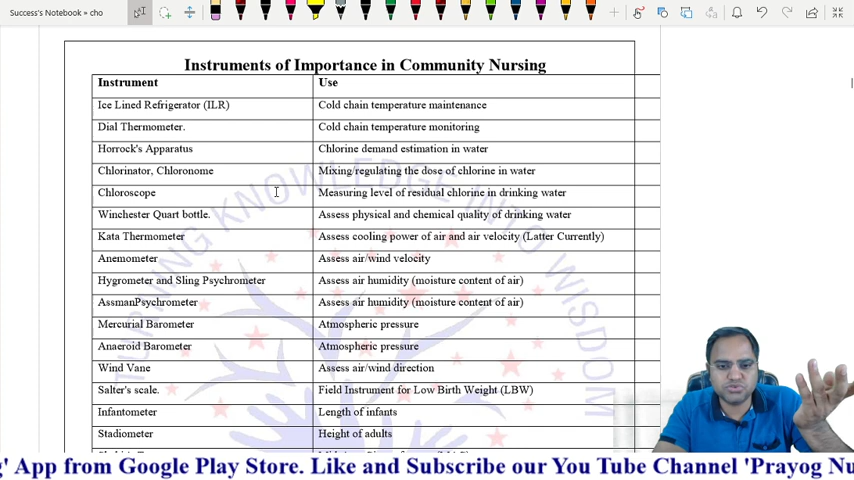 Success's Notebook » cho
Instruments of Importance in Community Nursing
Instrument Use
Ice Lined Refrigerator (ILR) Cold chain temperature maintenance
Dial Thermometer. Cold chain temperature monitoring
Horrock's Apparatus Chlorine demand estimation in water
Chlorinator, Chloronome Mixing/regulating the dose of chlorine in water
Chloroscope Measuring level of residual chlorine in drinking water
Winchester Quart bottle. Assess physical and chemical quality of drinking water
Kata Thermometer Assess cooling power of air and air velocity (Latter Currently)
Anemometer Assess air/wind velocity
Hygrometer and Sling Psychrometer Assess air humidity (moisture content of air)
AssmanPsychrometer Assess air humidity (moisture content of air)
Mercurial Barometer Atmospheric pressure
Anaeroid Barometer Atmospheric pressure
Wind Vane Assess air/wind direction
Salter's scale. Field Instrument for Low Birth Weight (LBW)
Infantometer Length of infants
Stadiometer Height of adults
TURNING KNOWLEDGE INTO WISDOM
' App from Google Play Store. Like and Subscribe our You Tube Channel 'Prayog Nu